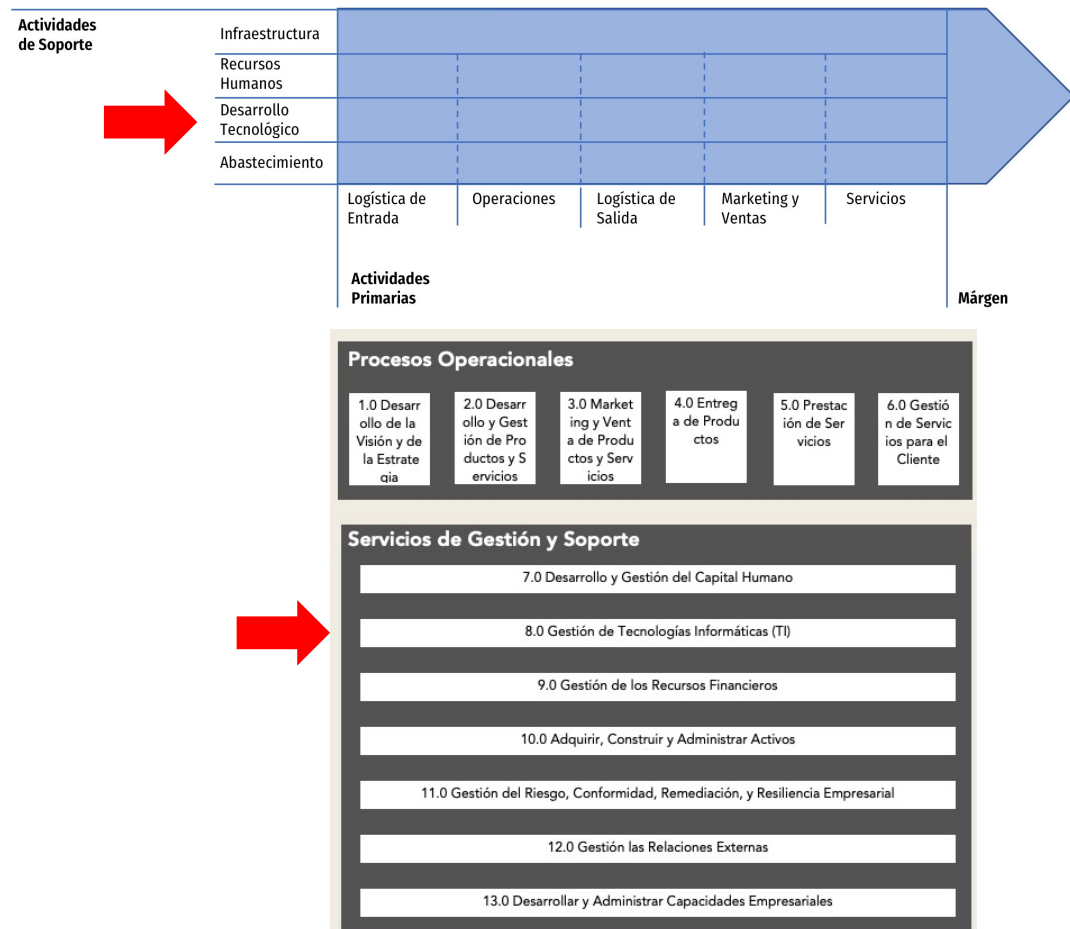 Actividades
de Soporte
Infraestructura
Recursos
Humanos
Desarrollo
Tecnológico
Abastecimiento
Logística de
Entrada
Operaciones
Logística de
Salida
Marketing y
Ventas
Servicios
Actividades
Primarias
Márgen
Procesos Operacionales
1.0 Desarr
ollo de la
Visión y de
la Estrate
gia
2.0 Desarr
ollo y Gest
ión de Pro
ductos y S
ervicios
3.0 Market
ing y Vent
a de Produ
ctos y Serv
icios
4.0 Entreg
a de Produ
ctos
5.0 Prestac
ión de Ser
vicios
6.0 Gestió
n de Servic
ios para el
Cliente
Servicios de Gestión y Soporte
7.0 Desarrollo y Gestión del Capital Humano
8.0 Gestión de Tecnologías Informáticas (TI)
9.0 Gestión de los Recursos Financieros
10.0 Adquirir, Construir y Administrar Activos
11.0 Gestión del Riesgo, Conformidad, Remediación, y Resiliencia Empresarial
12.0 Gestión las Relaciones Externas
13.0 Desarrollar y Administrar Capacidades Empresariales